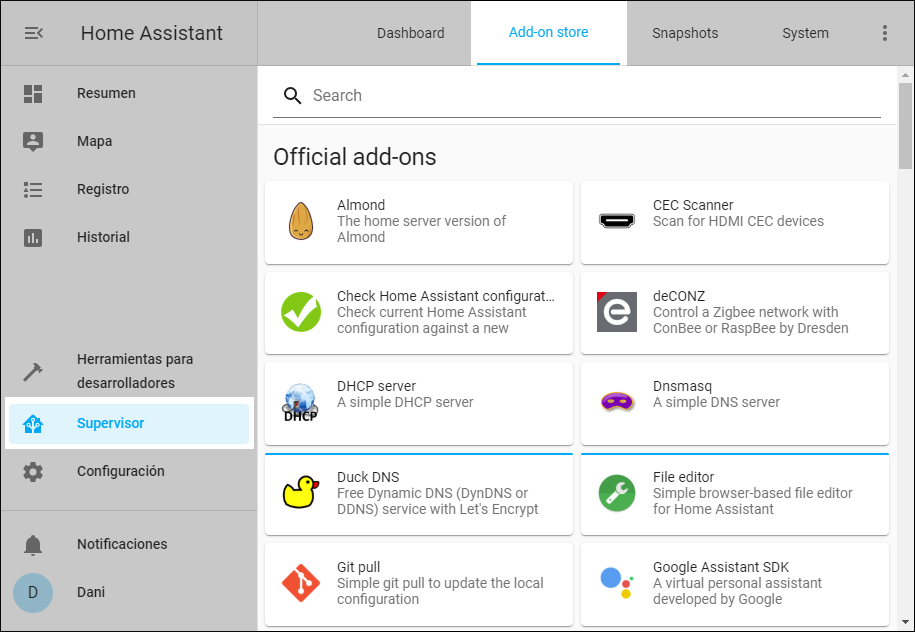 Home Assistant
Dashboard
Add-on store
Snapshots
System
Resumen
Mapa
Registro
Historial
Herramientas para
desarrolladores
Supervisor
Configuración
Notificaciones
D
Dani
Search
Official add-ons
Almond
The home server version of
Almond
CEC Scanner
Scan for HDMI CEC devices
Check Home Assistant configurat...
Check current Home Assistant
configuration against a new
deCONZ
Control a Zigbee network with
ConBee or RaspBee by Dresden
DHCP
DHCP server
A simple DHCP server
Dnsmasq
A simple DNS server
Duck DNS
Free Dynamic DNS (DynDNS or
DDNS) service with Let's Encrypt
File editor
Simple browser-based file editor
for Home Assistant
Git pull
Simple git pull to update the local
configuration
Google Assistant SDK
A virtual personal assistant
developed by Google